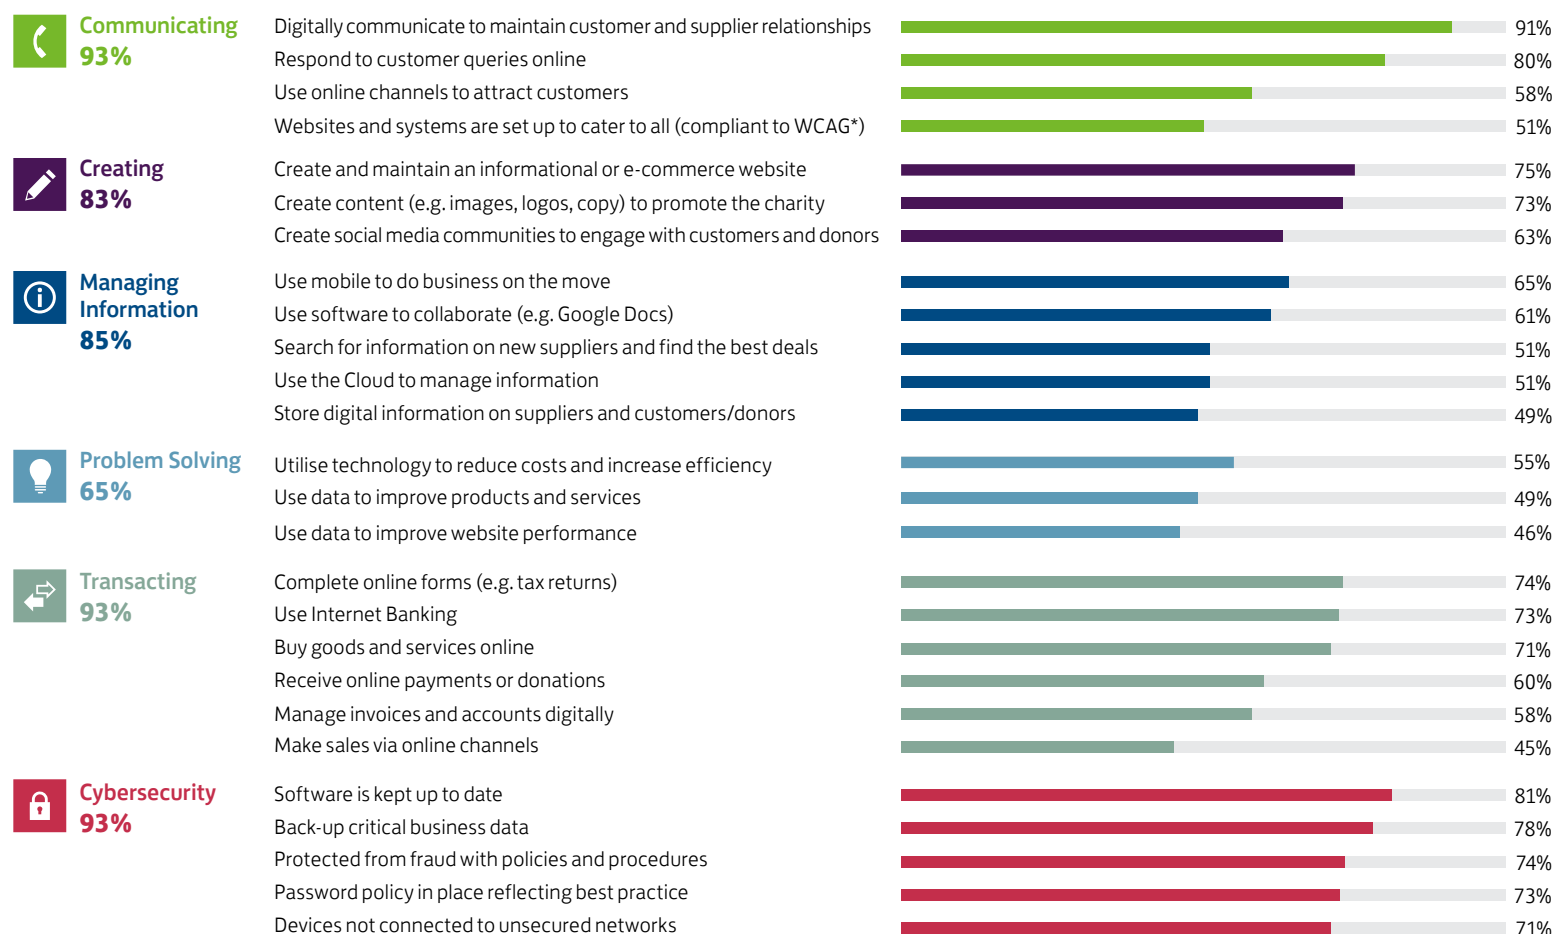 Communicating
93%
Digitally communicate to maintain customer and supplier relationships 91%
Respond to customer queries online 80%
Use online channels to attract customers 58%
Websites and systems are set up to cater to all (compliant to WCAG*) 51%
Creating
83%
Create and maintain an informational or e-commerce website 75%
Create content (e.g. images, logos, copy) to promote the charity 73%
Create social media communities to engage with customers and donors 63%
Managing
Information
85%
Use mobile to do business on the move 65%
Use software to collaborate (e.g. Google Docs) 61%
Search for information on new suppliers and find the best deals 51%
Use the Cloud to manage information 51%
Store digital information on suppliers and customers/donors 49%
Problem Solving
65%
Utilise technology to reduce costs and increase efficiency 55%
Use data to improve products and services 49%
Use data to improve website performance 46%
Transacting
93%
Complete online forms (e.g. tax returns) 74%
Use Internet Banking 73%
Buy goods and services online 71%
Receive online payments or donations 60%
Manage invoices and accounts digitally 58%
Make sales via online channels 45%
Cybersecurity
93%
Software is kept up to date 81%
Back-up critical business data 78%
Protected from fraud with policies and procedures 74%
Password policy in place reflecting best practice 73%
Devices not connected to unsecured networks 71%